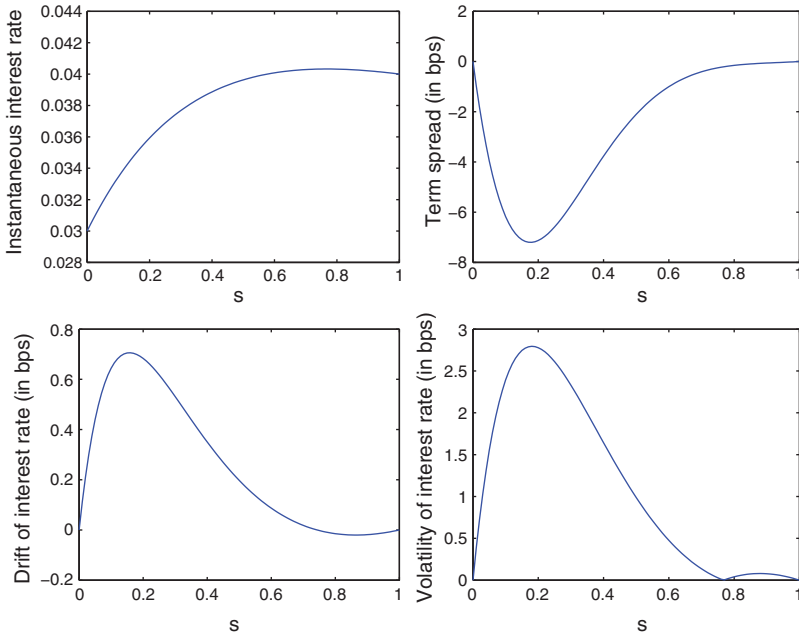 Instantaneous interest rate
0.044
0.042
0.04
0.038
0.036
0.034
0.032
0.03
0.028
0 0.2 0.4 0.6 0.8 1
s
Term spread (in bps)
2
0
−2
−4
−6
−8
0 0.2 0.4 0.6 0.8 1
s
Drift of interest rate (in bps)
0.8
0.6
0.4
0.2
0
−0.2
0 0.2 0.4 0.6 0.8 1
s
Volatility of interest rate (in bps)
3
2.5
2
1.5
1
0.5
0
0 0.2 0.4 0.6 0.8 1
s